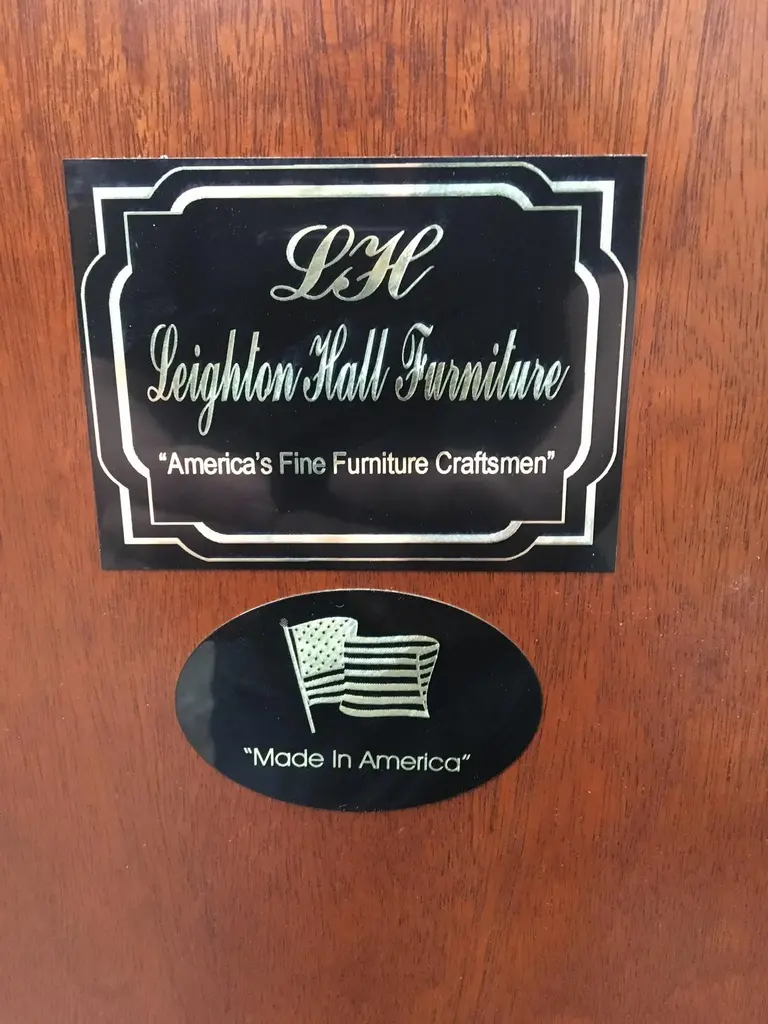 LH
Leighton Hall Furniture
“America's Fine Furniture Craftsmen”
“Made In America”